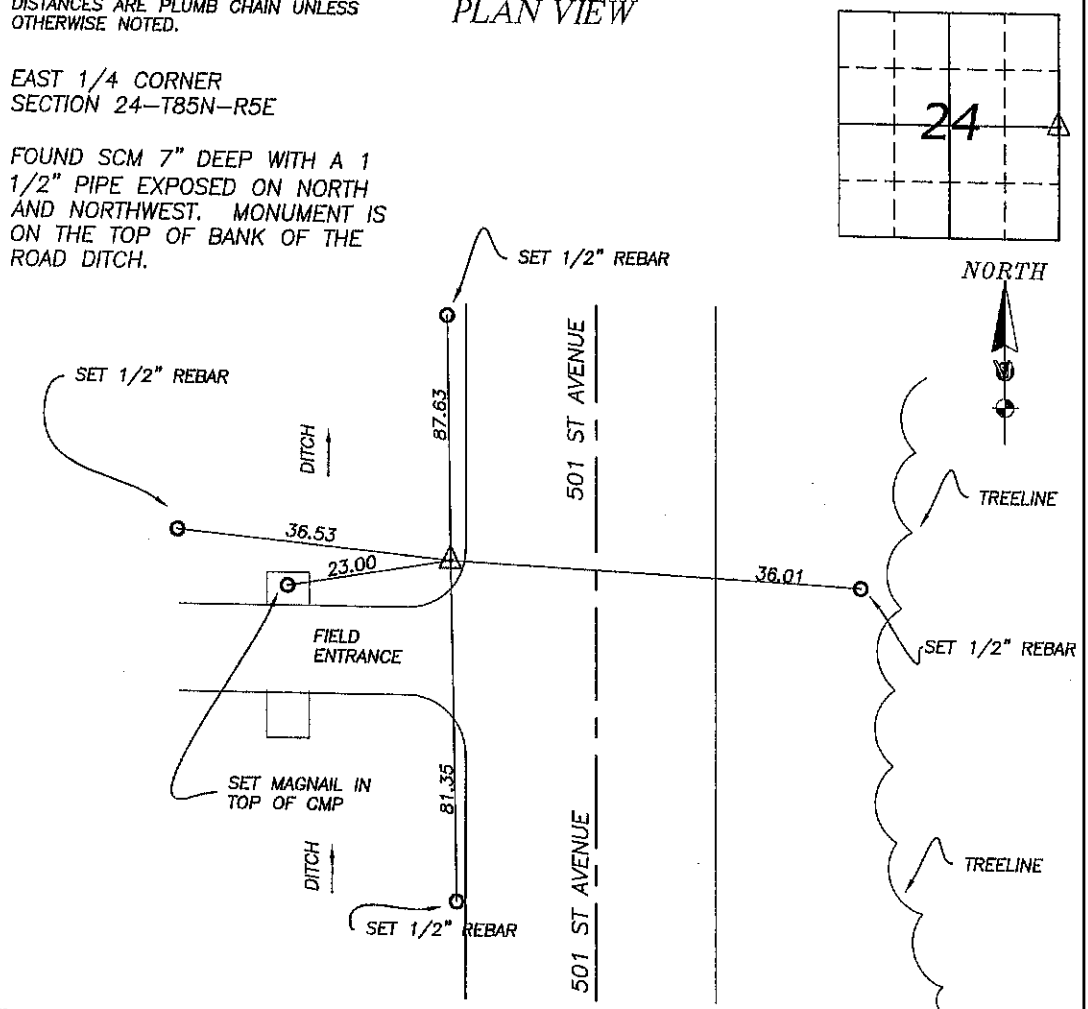 DISTANCES ARE PLUMB CHAIN UNLESS
OTHERWISE NOTED.
PLAN VIEW
EAST 1/4 CORNER
SECTION 24-T85N-R5E
FOUND SCM 7" DEEP WITH A 1
1/2" PIPE EXPOSED ON NORTH
AND NORTHWEST. MONUMENT IS
ON THE TOP OF BANK OF THE
ROAD DITCH.
24
NORTH
SET 1/2" REBAR
SET 1/2" REBAR
87.63
DITCH
501 ST AVENUE
TREELINE
36.53
23.00
36.01
FIELD
ENTRANCE
SET 1/2" REBAR
SET MAGNAIL IN
TOP OF CMP
81.35
DITCH
501 ST AVENUE
TREELINE
SET 1/2" REBAR